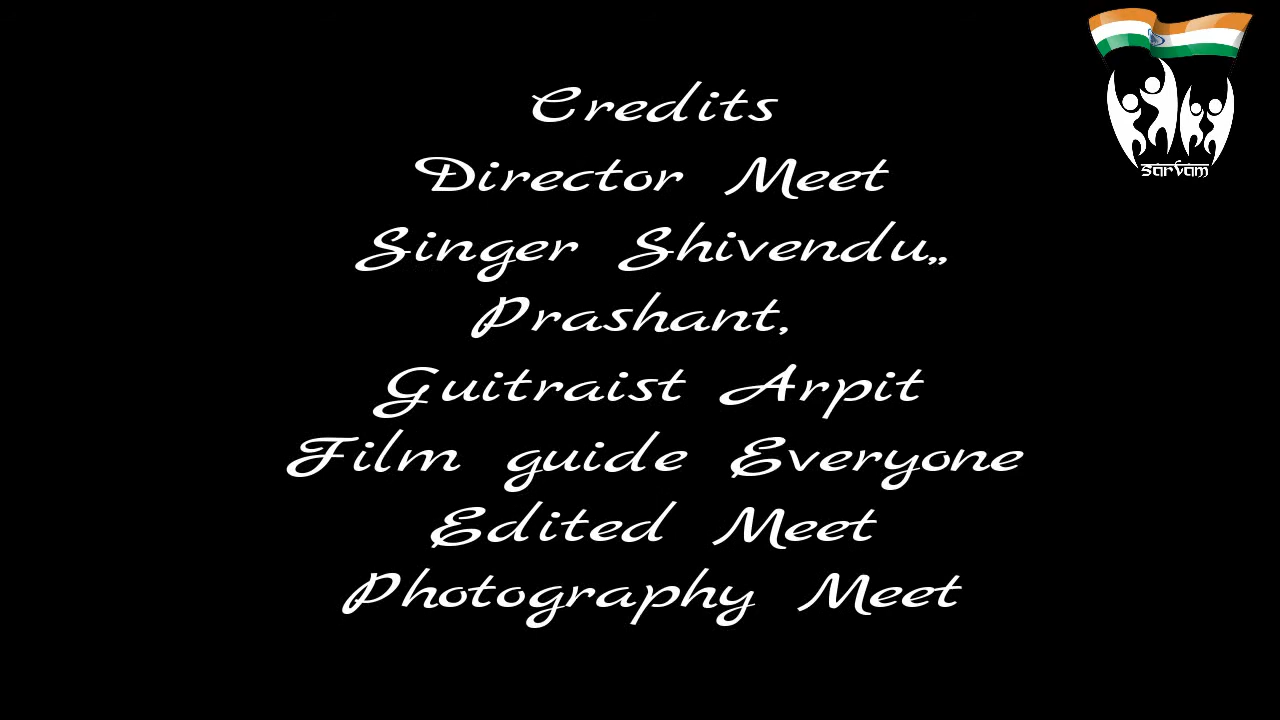 Credits
Director Meet
Singer Shivendu,,
Prashant,
Guitraist Arpit
Film guide Everyone
Edited Meet
Photography Meet
sarvam